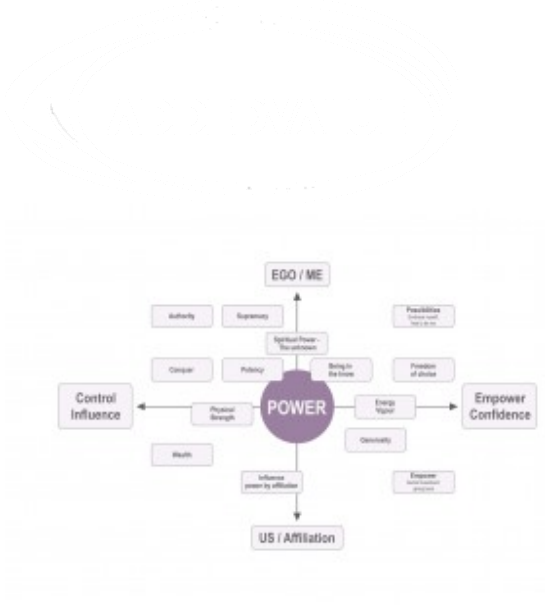 EGO / ME
Authority
Supremacy
Possibilities
Spiritual Power -
The unknown
Conquer
Potency
Being in
the know
Freedom
of choice
Control
Influence
Physical
Strength
POWER
Energy
Vigour
Empower
Confidence
Generosity
Wealth
Influence
power by affiliation
Empower
US / Affiliation